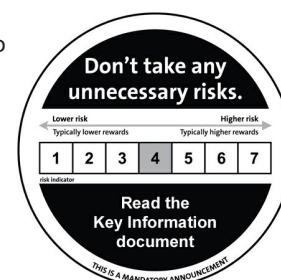 Don't take any
unnecessary risks.
Lower risk Higher risk
Typically lower rewards Typically higher rewards
1 2 3 4 5 6 7
risk indicator
Read the
Key Information
document
THIS IS A MANDATORY ANNOUNCEMENT